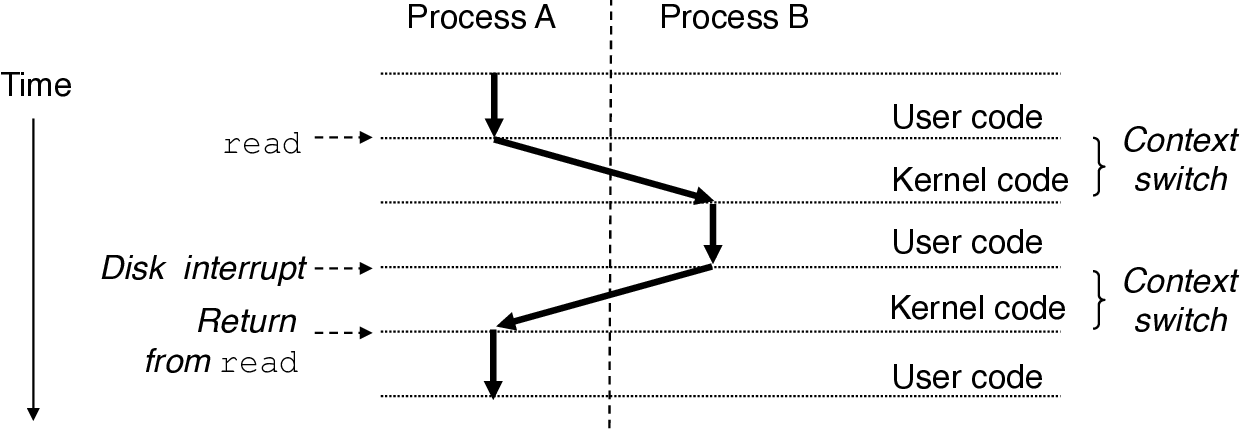 Process A
Process B
Time
User code
read
Context
switch
Kernel code
User code
Disk interrupt
Context
switch
Kernel code
Return
from read
User code